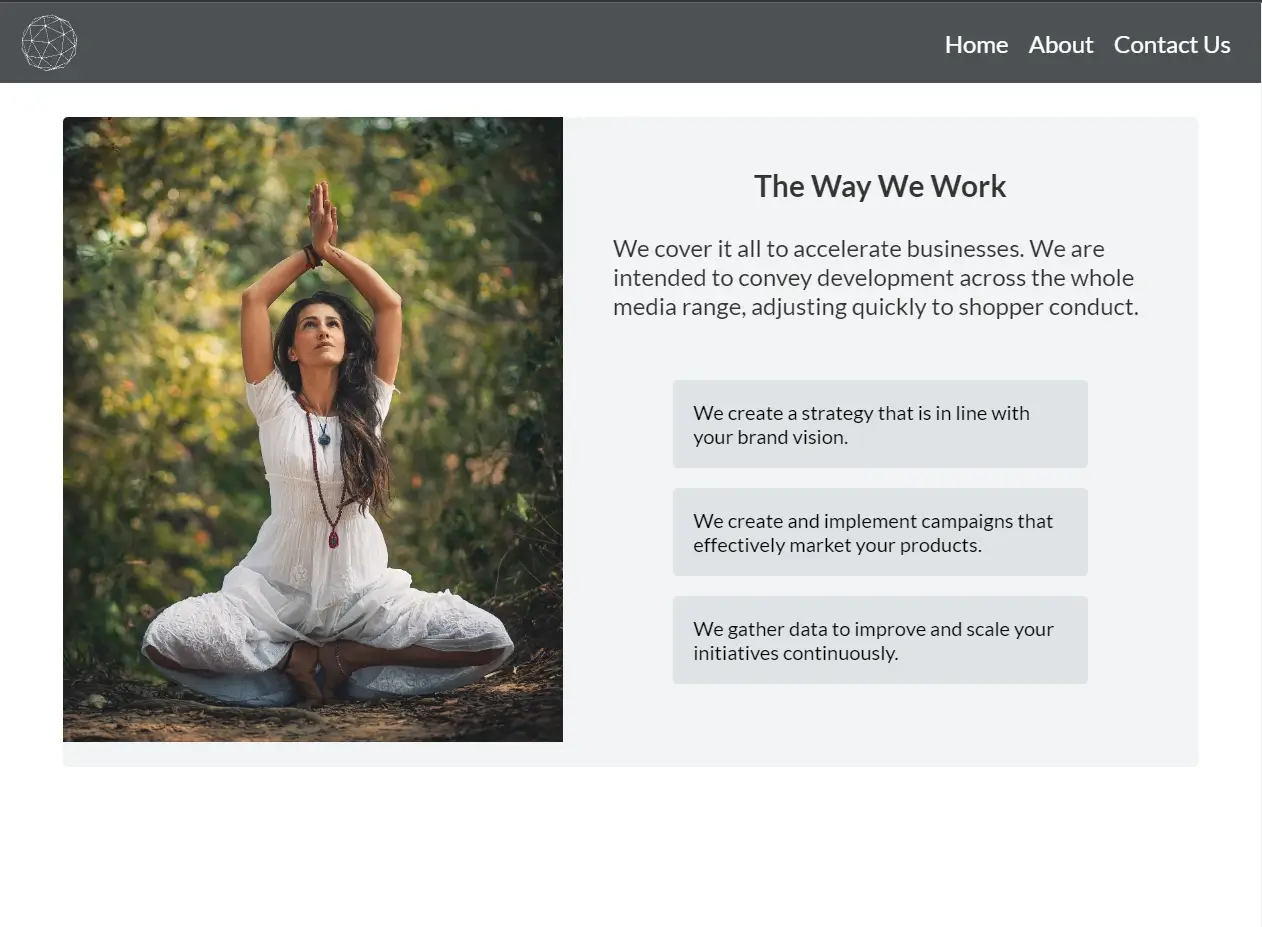 Home About Contact Us
The Way We Work
We cover it all to accelerate businesses. We are
intended to convey development across the whole
media range, adjusting quickly to shopper conduct.
We create a strategy that is in line with
your brand vision.
We create and implement campaigns that
effectively market your products.
We gather data to improve and scale your
initiatives continuously.